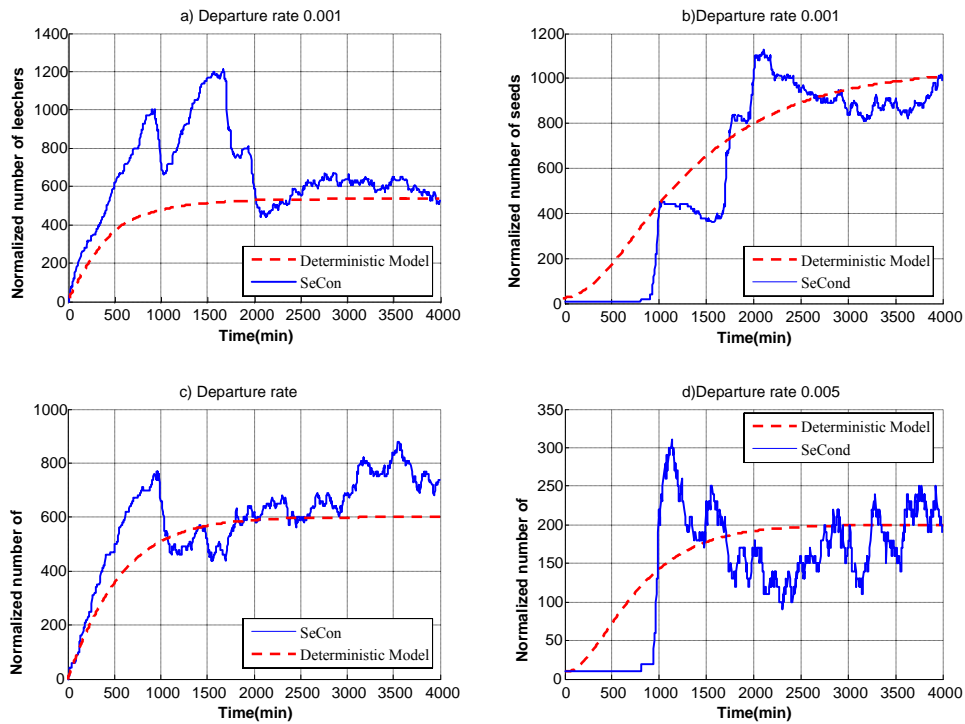 a) Departure rate 0.001
Normalized number of leechers
1400
1200
1000
800
600
400
200
0
Deterministic Model
SeCon
0 500 1000 1500 2000 2500 3000 3500 4000
Time(min)
b)Departure rate 0.001
Normalized number of seeds
1200
1000
800
600
400
200
0
Deterministic Model
SeCond
0 500 1000 1500 2000 2500 3000 3500 4000
Time(min)
c) Departure rate
Normalized number of
1000
800
600
400
200
0
SeCon
Deterministic Model
0 500 1000 1500 2000 2500 3000 3500 4000
Time(min)
d)Departure rate 0.005
Normalized number of
350
300
250
200
150
100
50
0
Deterministic Model
SeCond
0 500 1000 1500 2000 2500 3000 3500 4000
Time(min)